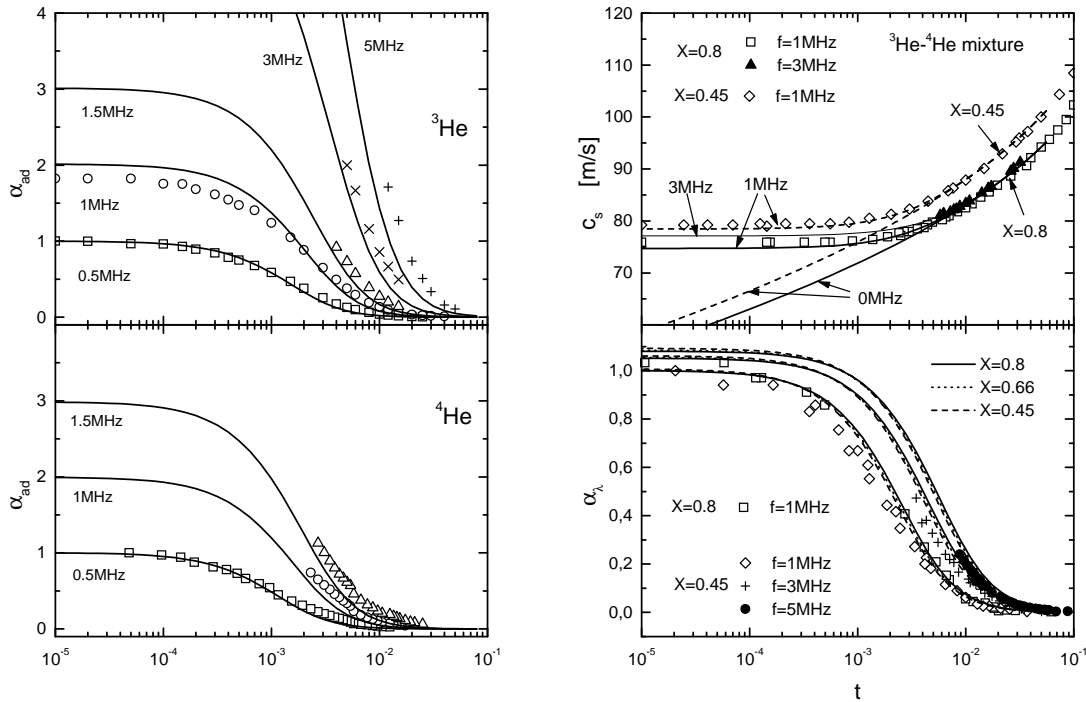 4
5MHz
3MHz
3
1.5MHz
³He
α_ad
2
1MHz
1
0.5MHz
0
⁴He
3
1.5MHz
α_ad
2
1MHz
1
0.5MHz
0
10⁻⁵ 10⁻⁴ 10⁻³ 10⁻² 10⁻¹
120
X=0.8 f=1MHz ³He-⁴He mixture
f=3MHz
110
X=0.45 f=1MHz
100
X=0.45
c_s [m/s]
90
3MHz 1MHz
80
X=0.8
70
0MHz
X=0.8
1,0
X=0.66
X=0.45
0,8
α_λ
0,6
X=0.8 f=1MHz
0,4
f=1MHz
0,2
X=0.45 f=3MHz
0,0
f=5MHz
10⁻⁵ 10⁻⁴ 10⁻³ 10⁻² 10⁻¹
t